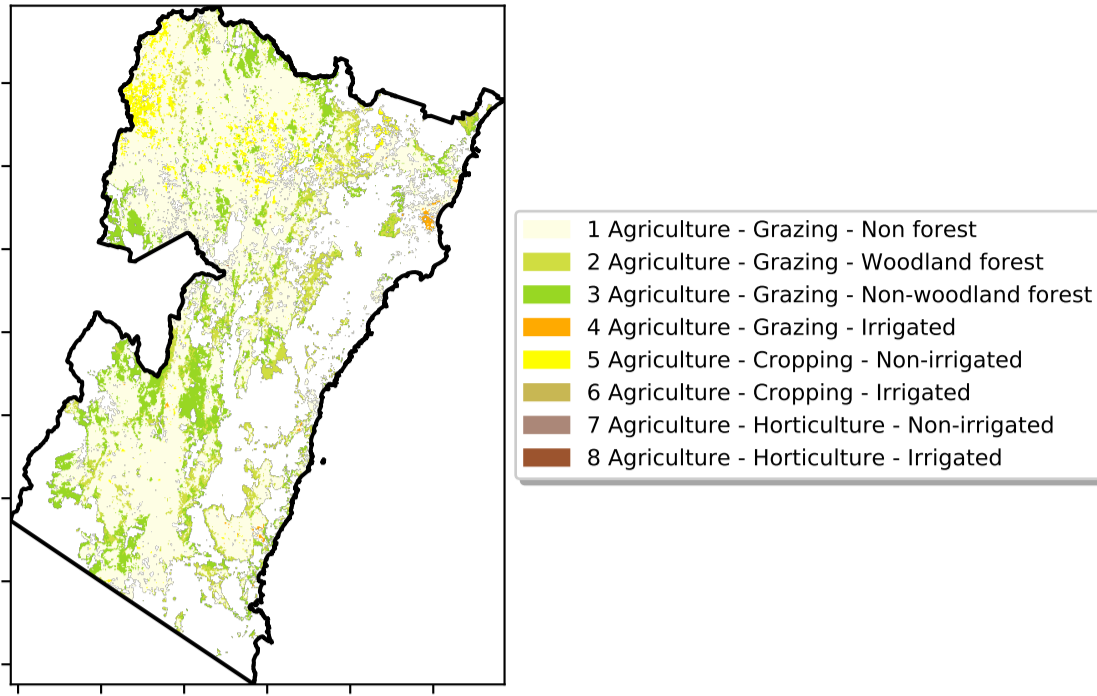 1 Agriculture - Grazing - Non forest
2 Agriculture - Grazing - Woodland forest
3 Agriculture - Grazing - Non-woodland forest
4 Agriculture - Grazing - Irrigated
5 Agriculture - Cropping - Non-irrigated
6 Agriculture - Cropping - Irrigated
7 Agriculture - Horticulture - Non-irrigated
8 Agriculture - Horticulture - Irrigated